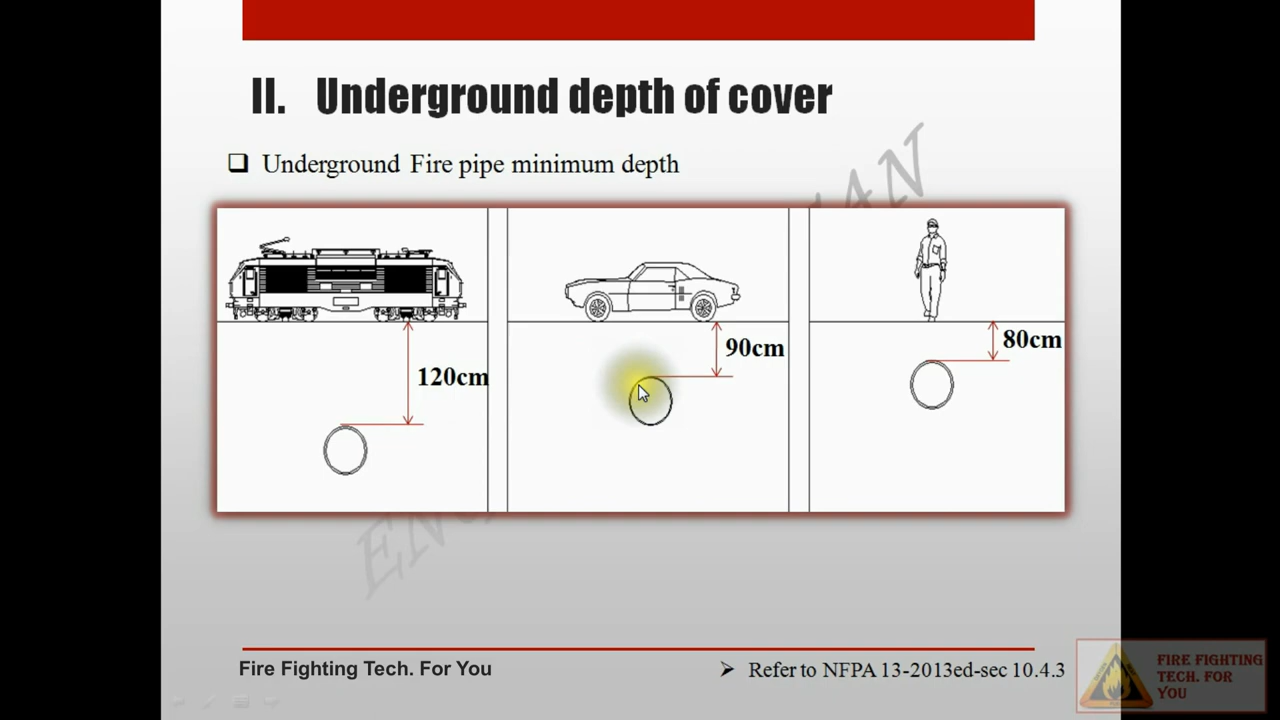 II. Underground depth of cover
❑ Underground Fire pipe minimum depth
120cm
90cm
80cm
Fire Fighting Tech. For You
➢ Refer to NFPA 13-2013ed-sec 10.4.3
FIRE FIGHTING
TECH. FOR
YOU